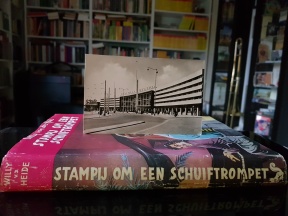 STAMPIJ OM EEN
SCHUIFTROMPET
WILLY
V.D.
HEIDE
STAMPIJ OM EEN SCHUIFTROMPET